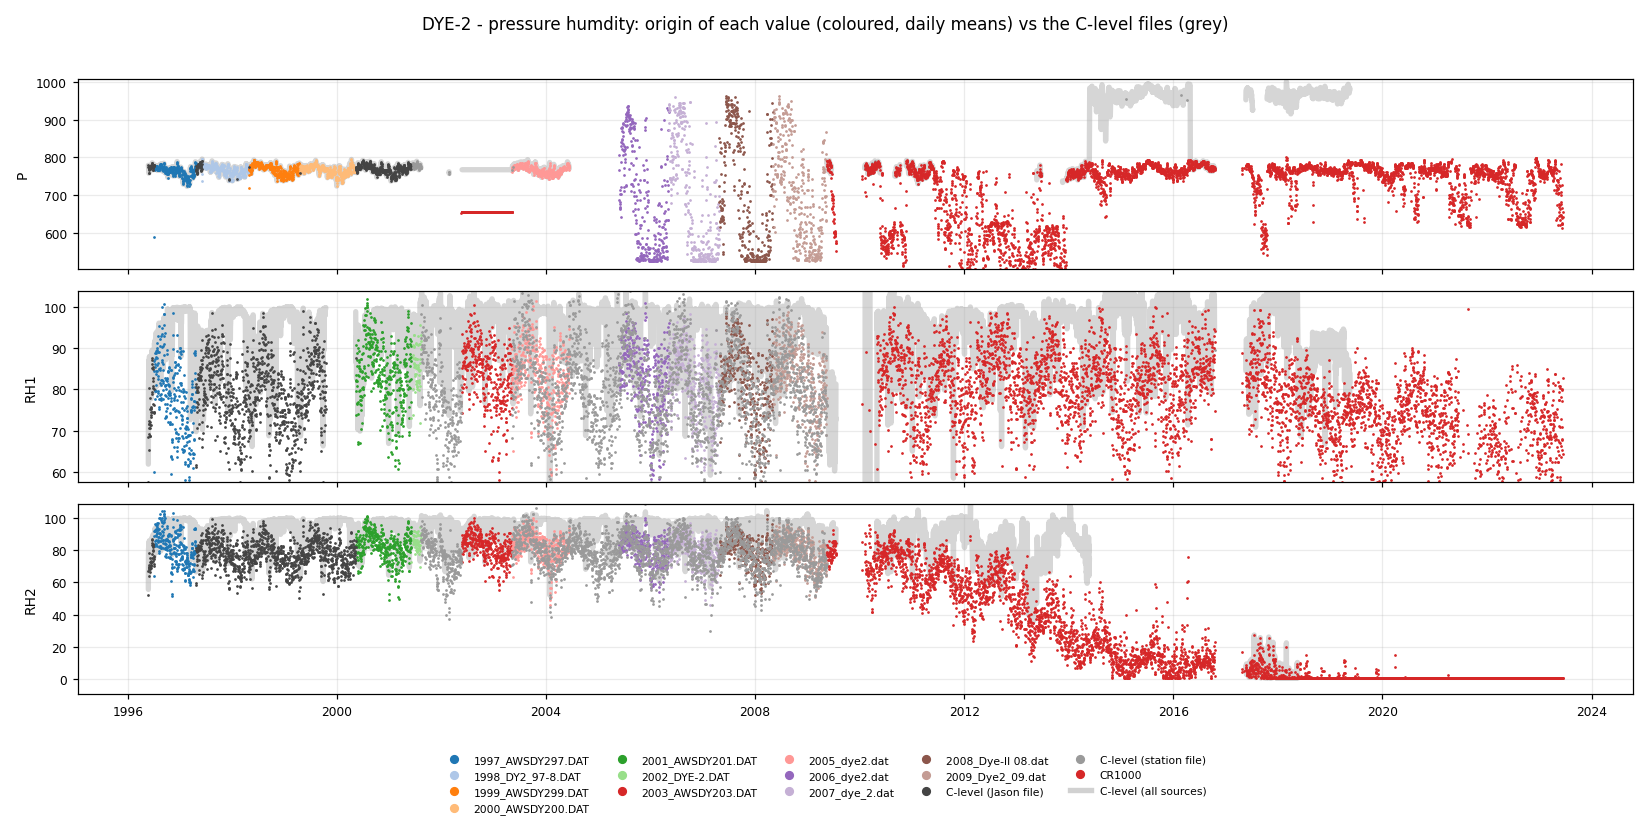 DYE-2 - pressure humdity: origin of each value (coloured, daily means) vs the C-level files (grey)
1000
900
800
700
600
P
100
90
80
70
60
RH1
100
80
60
40
20
0
RH2
1996 2000 2004 2008 2012 2016 2020 2024
1997_AWSDY297.DAT
1998_DY2_97-8.DAT
1999_AWSDY299.DAT
2000_AWSDY200.DAT
2001_AWSDY201.DAT
2002_DYE-2.DAT
2003_AWSDY203.DAT
2005_dye2.dat
2006_dye2.dat
2007_dye_2.dat
2008_Dye-II 08.dat
2009_Dye2_09.dat
C-level (Jason file)
C-level (station file)
CR1000
C-level (all sources)